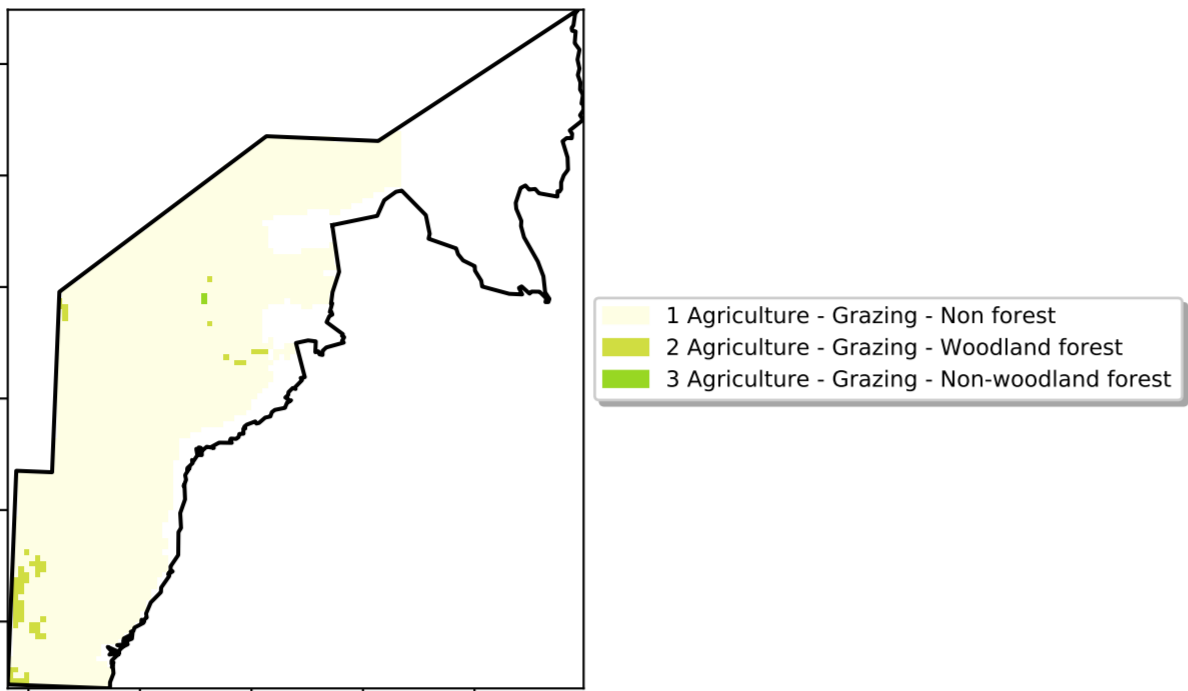 1 Agriculture - Grazing - Non forest
2 Agriculture - Grazing - Woodland forest
3 Agriculture - Grazing - Non-woodland forest